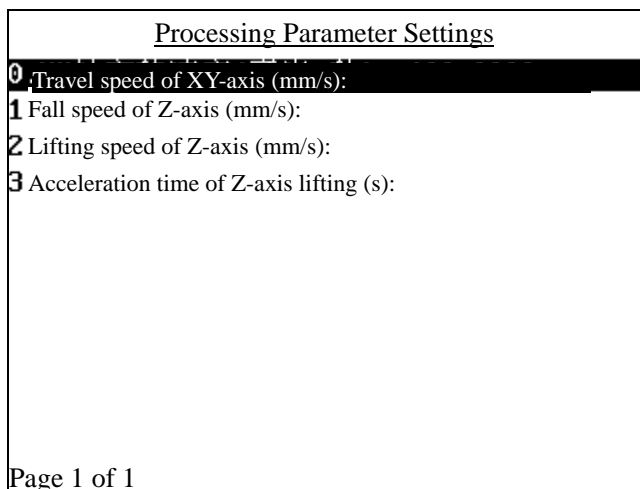 Processing Parameter Settings
0 Travel speed of XY-axis (mm/s):
1 Fall speed of Z-axis (mm/s):
2 Lifting speed of Z-axis (mm/s):
3 Acceleration time of Z-axis lifting (s):
Page 1 of 1